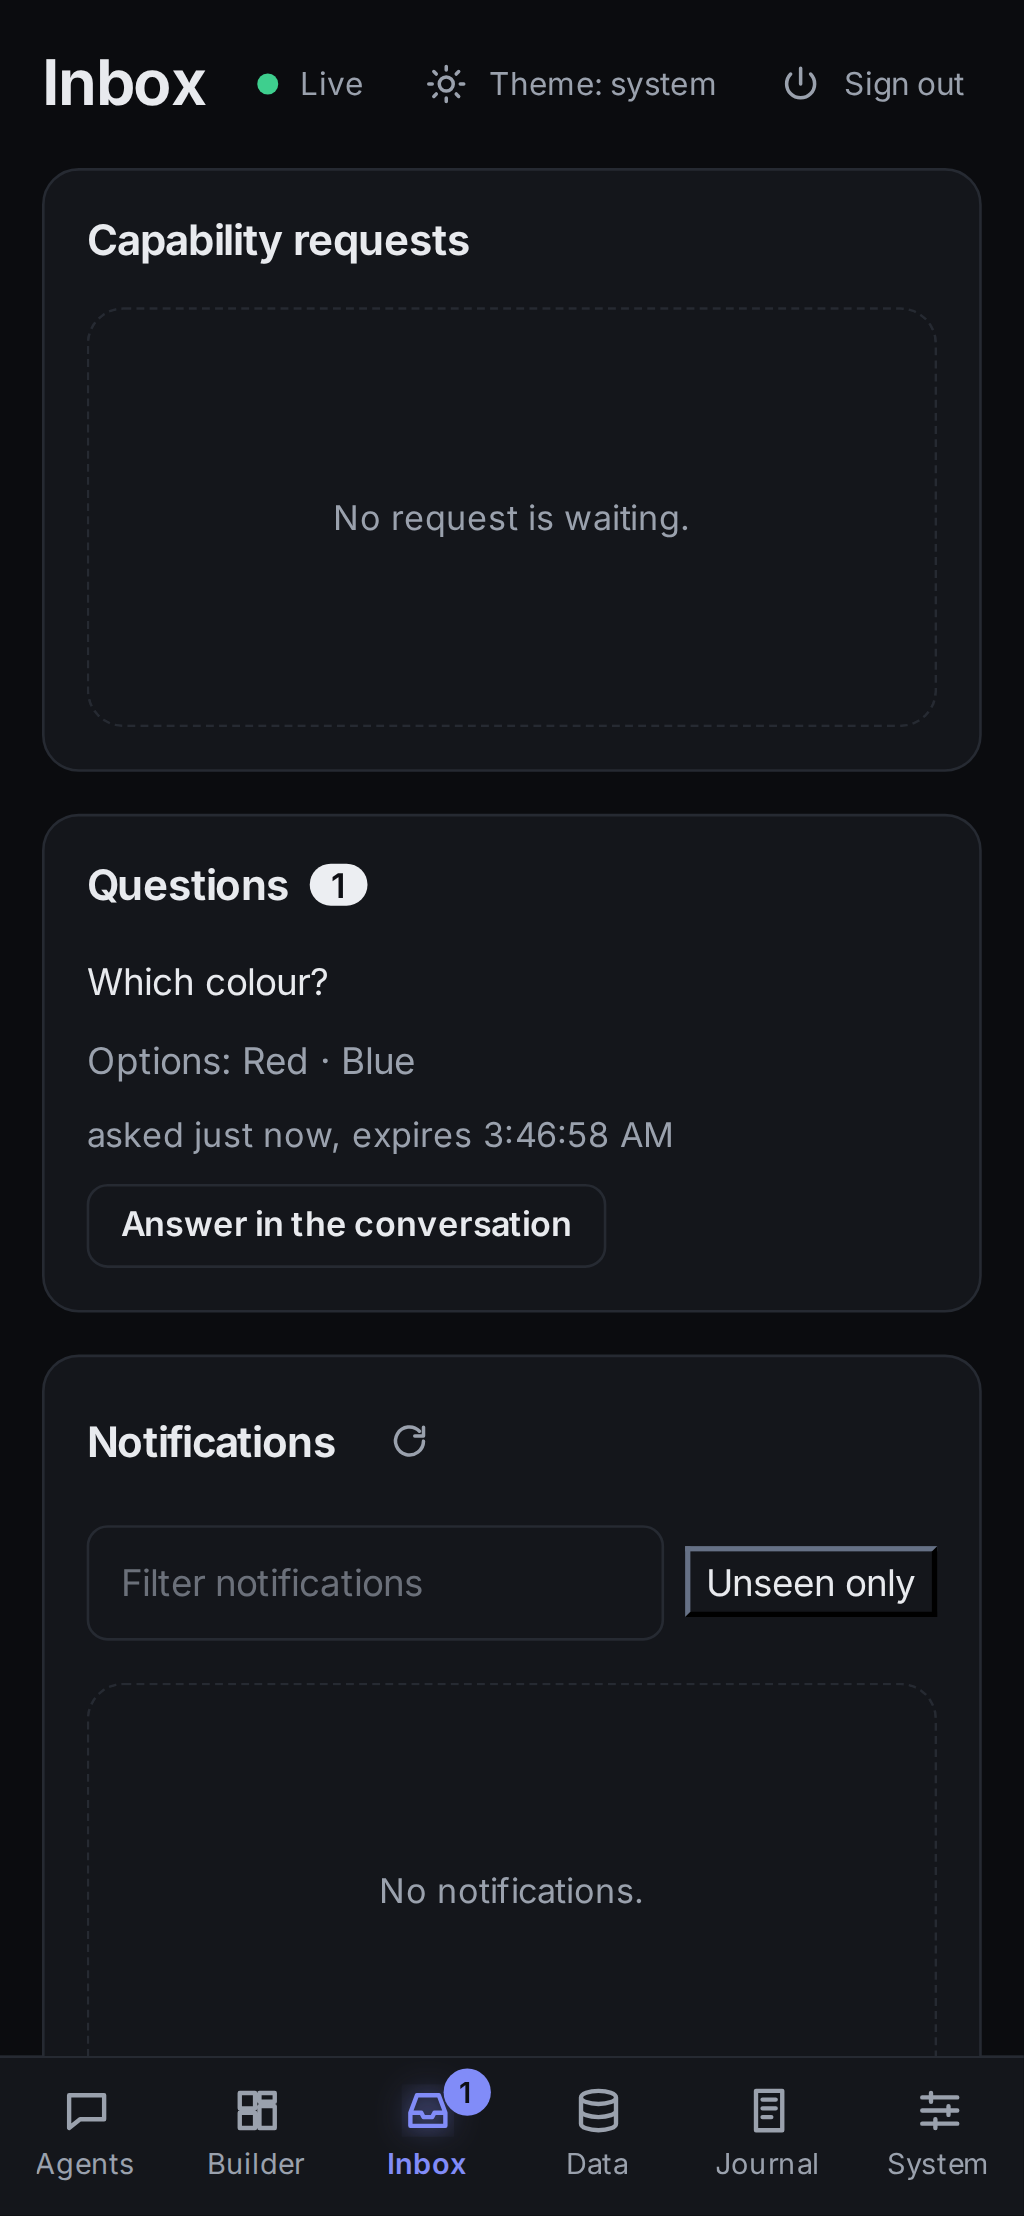 Inbox
Live
Theme: system
Sign out
Capability requests
No request is waiting.
Questions 1
Which colour?
Options: Red · Blue
asked just now, expires 3:46:58 AM
Answer in the conversation
Notifications
Filter notifications
Unseen only
No notifications.
1
Agents
Builder
Inbox
Data
Journal
System